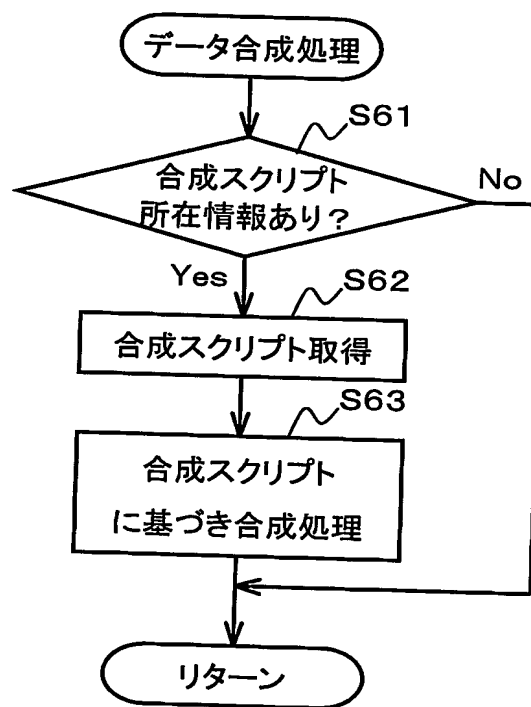 データ合成処理
S61
合成スクリプト
所在情報あり?
No
Yes
S62
合成スクリプト取得
S63
合成スクリプト
に基づき合成処理
リターン